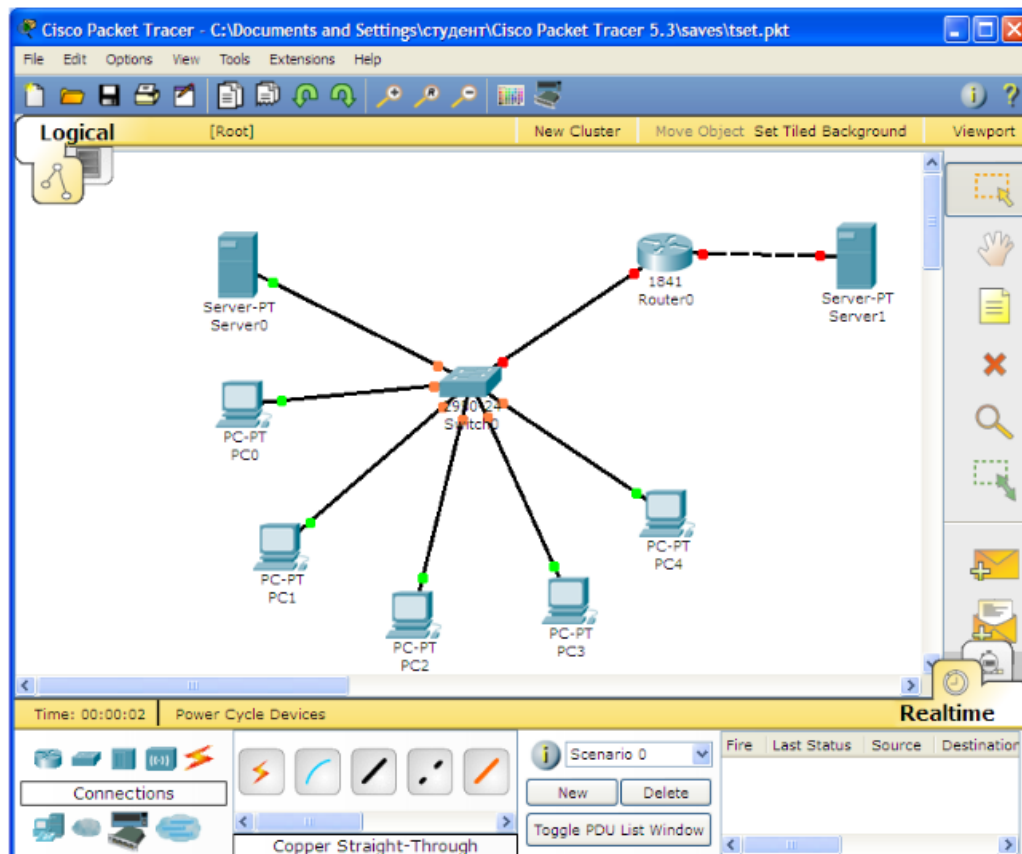 Cisco Packet Tracer - C:\Documents and Settings\студент\Cisco Packet Tracer 5.3\saves\tset.pkt
File Edit Options View Tools Extensions Help
Logical [Root] New Cluster Move Object Set Tiled Background Viewport
Server-PT
Server0
1841
Router0
Server-PT
Server1
PC-PT
PC0
Switch0
PC-PT
PC1
PC-PT
PC2
PC-PT
PC3
PC-PT
PC4
Time: 00:00:02 Power Cycle Devices Realtime
Connections
Copper Straight-Through
Scenario 0
New Delete
Toggle PDU List Window
Fire Last Status Source Destination